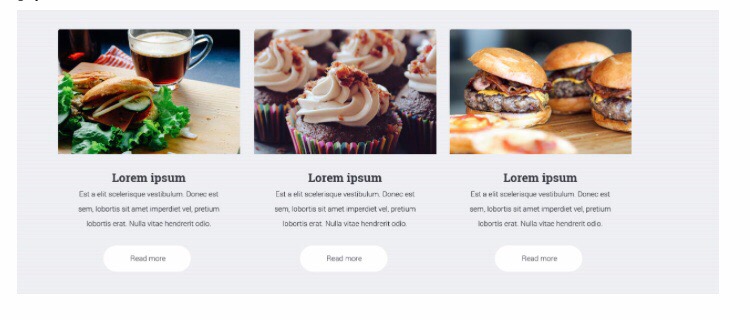 Lorem ipsum
Est a elit scelerisque vestibulum. Donec est
sem, lobortis sit amet imperdiet vel, pretium
lobortis erat. Nulla vitae hendrerit odio.
Read more
Lorem ipsum
Est a elit scelerisque vestibulum. Donec est
sem, lobortis sit amet imperdiet vel, pretium
lobortis erat. Nulla vitae hendrerit odio.
Read more
Lorem ipsum
Est a elit scelerisque vestibulum. Donec est
sem, lobortis sit amet imperdiet vel, pretium
lobortis erat. Nulla vitae hendrerit odio.
Read more